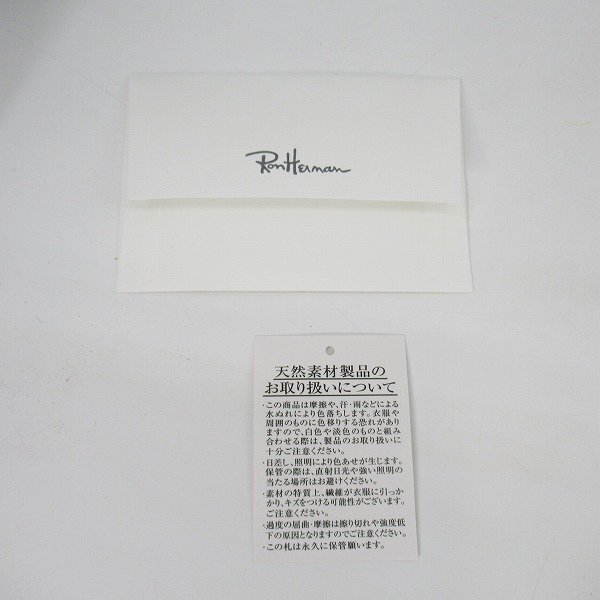 Ron Herman
天然素材製品の
お取り扱いについて
・この商品は摩擦や、汗・雨などによる
水ぬれにより色落ちします。衣服や
周囲のものに色移りする恐れがあり
ますので、白色や淡色のものと組み
合わせる際は、製品のお取り扱いに
十分ご注意ください。
・日差し、照明により色あせが生じます。
保管の際は、直射日光や強い照明の
当たる場所はお避けください。
・素材の特質上、繊維が衣服に引っか
かり、キズをつける可能性がございます。
ご注意ください。
・過度の屈曲・摩擦は擦り切れや強度低
下の原因となりますのでご注意ください。
・この札は永久に保管願います。